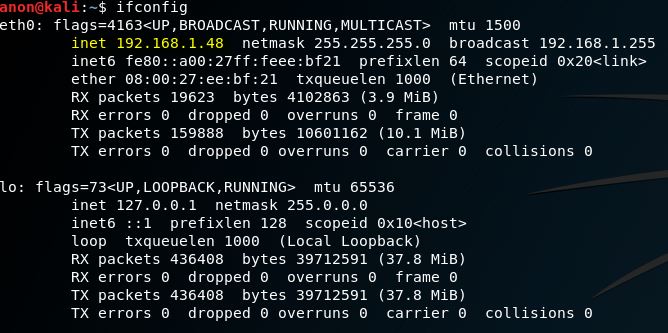 anon@kali:~$ ifconfig
eth0: flags=4163<UP,BROADCAST,RUNNING,MULTICAST>  mtu 1500
        inet 192.168.1.48  netmask 255.255.255.0  broadcast 192.168.1.255
        inet6 fe80::a00:27ff:feee:bf21  prefixlen 64  scopeid 0x20<link>
        ether 08:00:27:ee:bf:21  txqueuelen 1000  (Ethernet)
        RX packets 19623  bytes 4102863 (3.9 MiB)
        RX errors 0  dropped 0  overruns 0  frame 0
        TX packets 159888  bytes 10601162 (10.1 MiB)
        TX errors 0  dropped 0 overruns 0  carrier 0  collisions 0

lo: flags=73<UP,LOOPBACK,RUNNING>  mtu 65536
        inet 127.0.0.1  netmask 255.0.0.0
        inet6 ::1  prefixlen 128  scopeid 0x10<host>
        loop  txqueuelen 1000  (Local Loopback)
        RX packets 436408  bytes 39712591 (37.8 MiB)
        RX errors 0  dropped 0  overruns 0  frame 0
        TX packets 436408  bytes 39712591 (37.8 MiB)
        TX errors 0  dropped 0 overruns 0  carrier 0  collisions 0